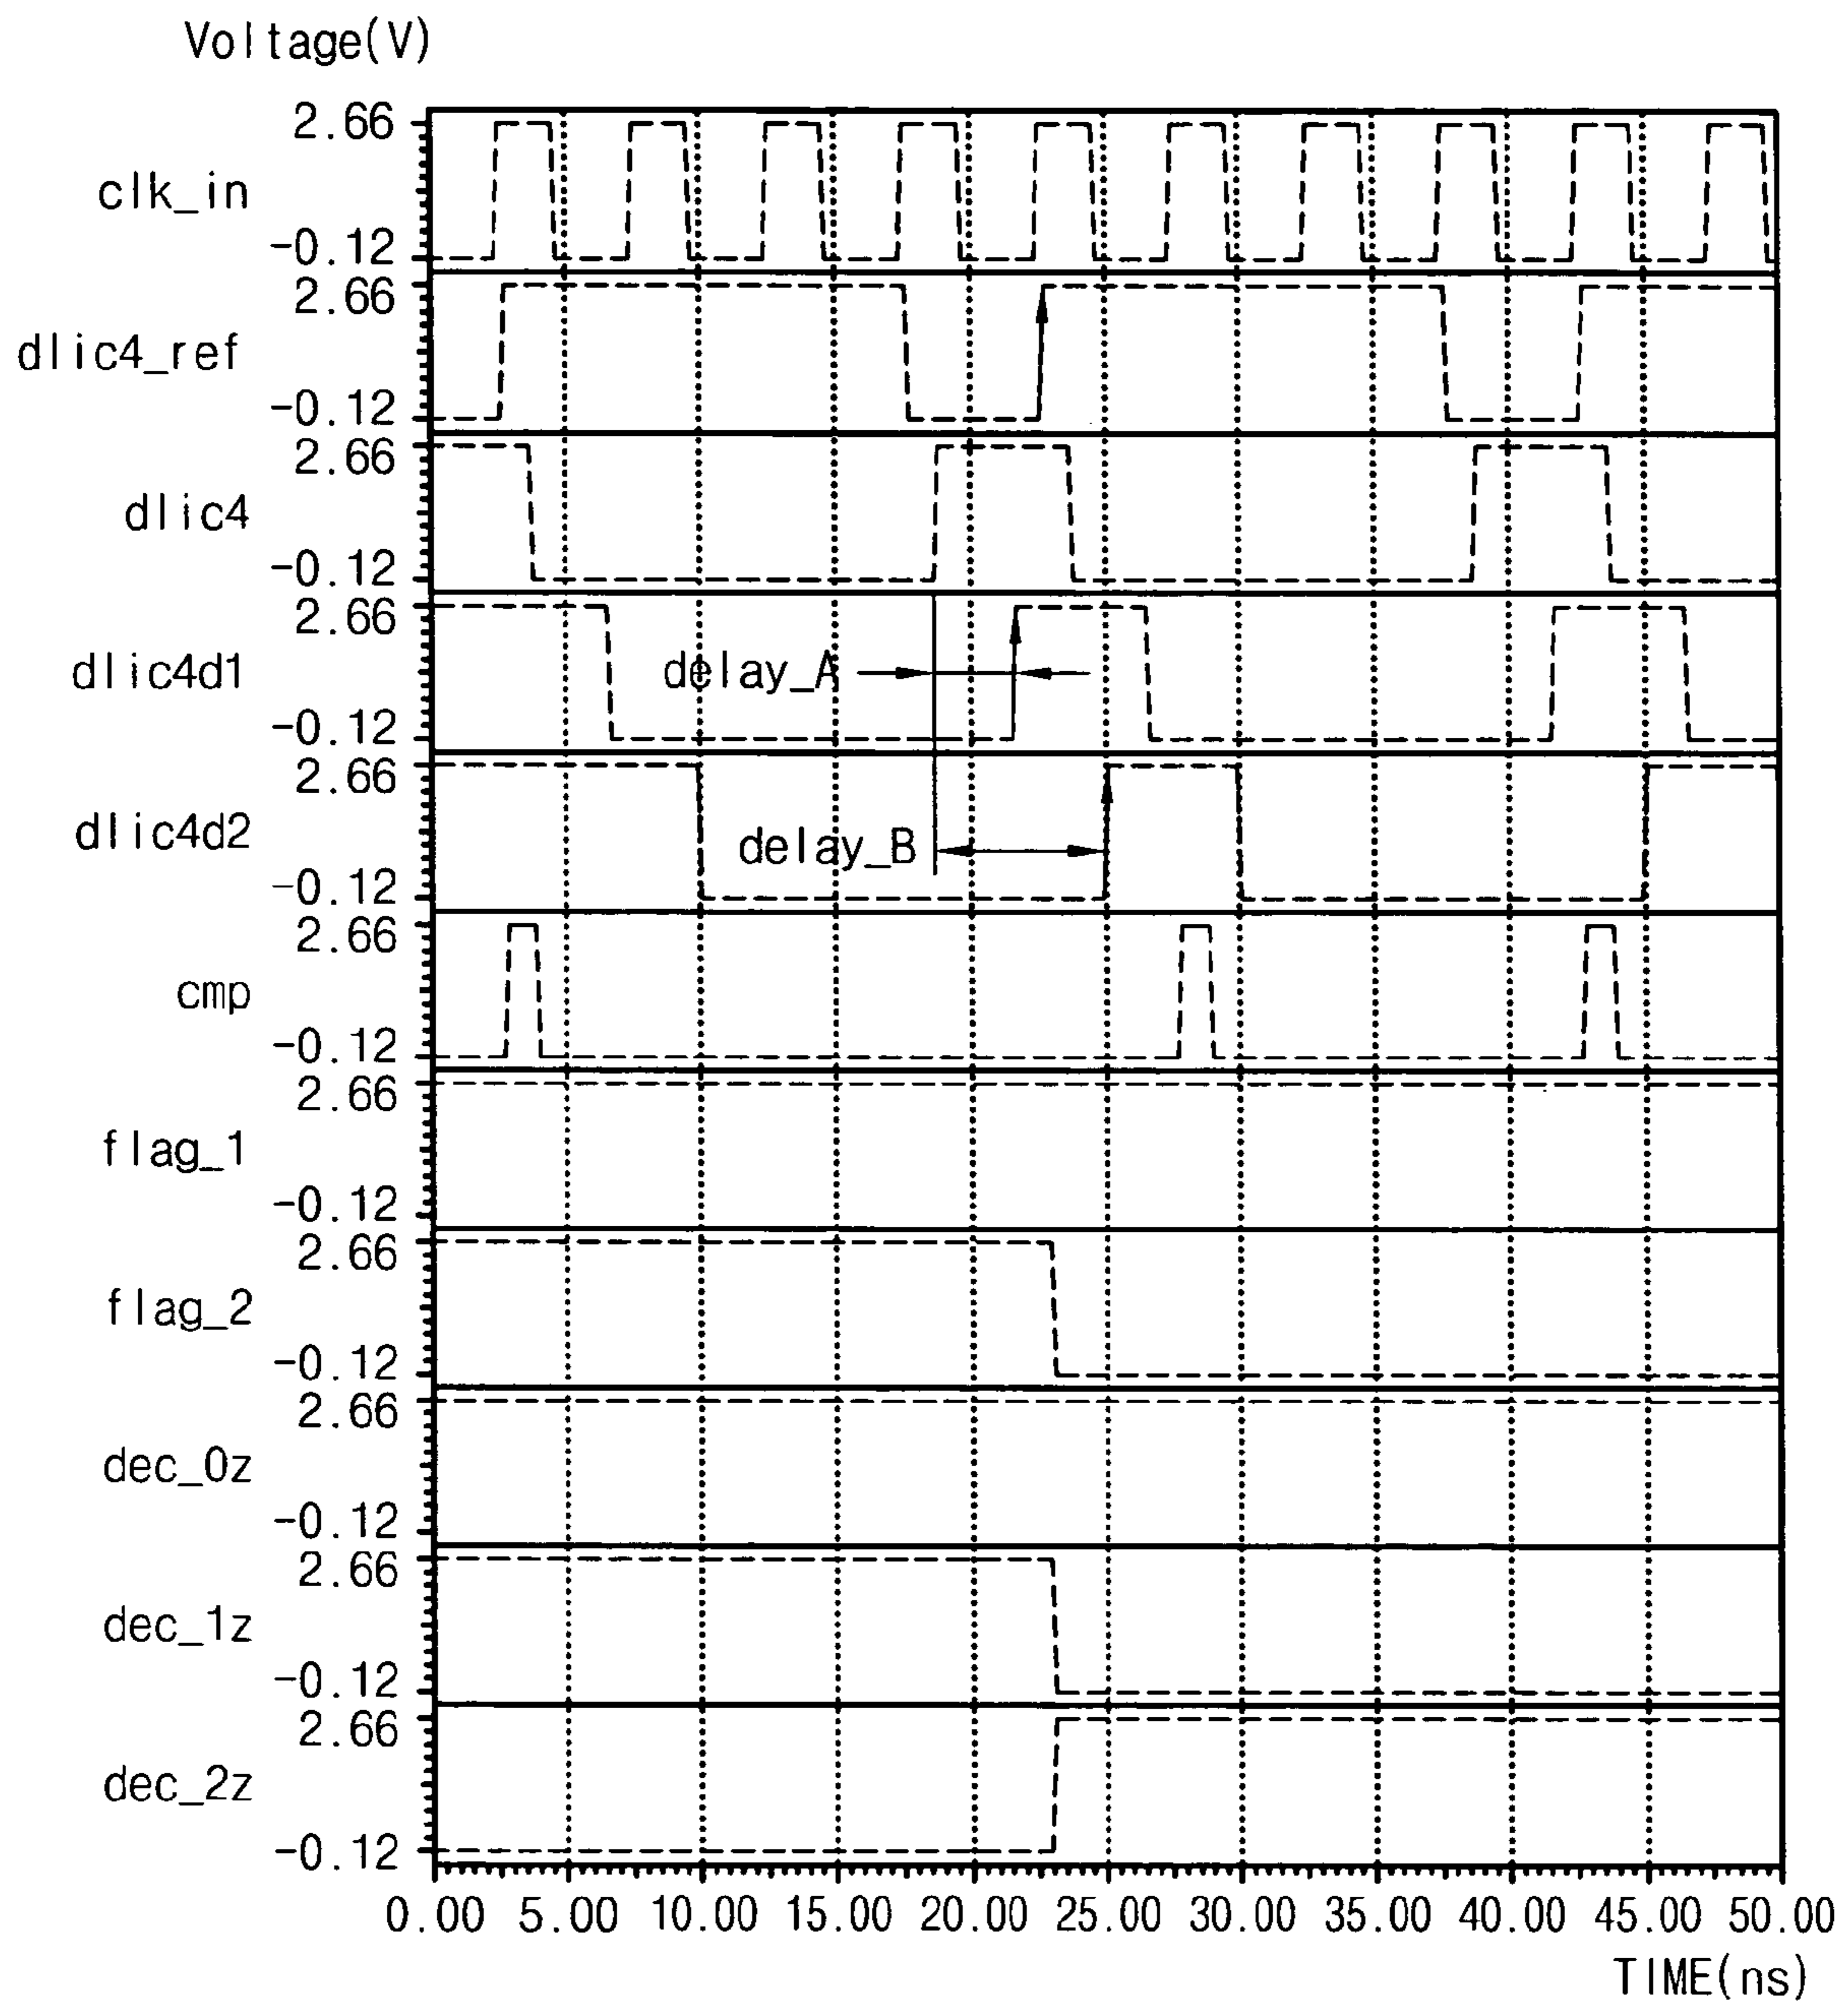 Voltage(V)
2.66
clk_in
-0.12
2.66
dlic4_ref
-0.12
2.66
dlic4
-0.12
2.66
dlic4d1
delay_A
-0.12
2.66
dlic4d2
delay_B
-0.12
2.66
cmp
-0.12
2.66
flag_1
-0.12
2.66
flag_2
-0.12
2.66
dec_0z
-0.12
2.66
dec_1z
-0.12
2.66
dec_2z
-0.12
0.00 5.00 10.00 15.00 20.00 25.00 30.00 35.00 40.00 45.00 50.00
TIME(ns)